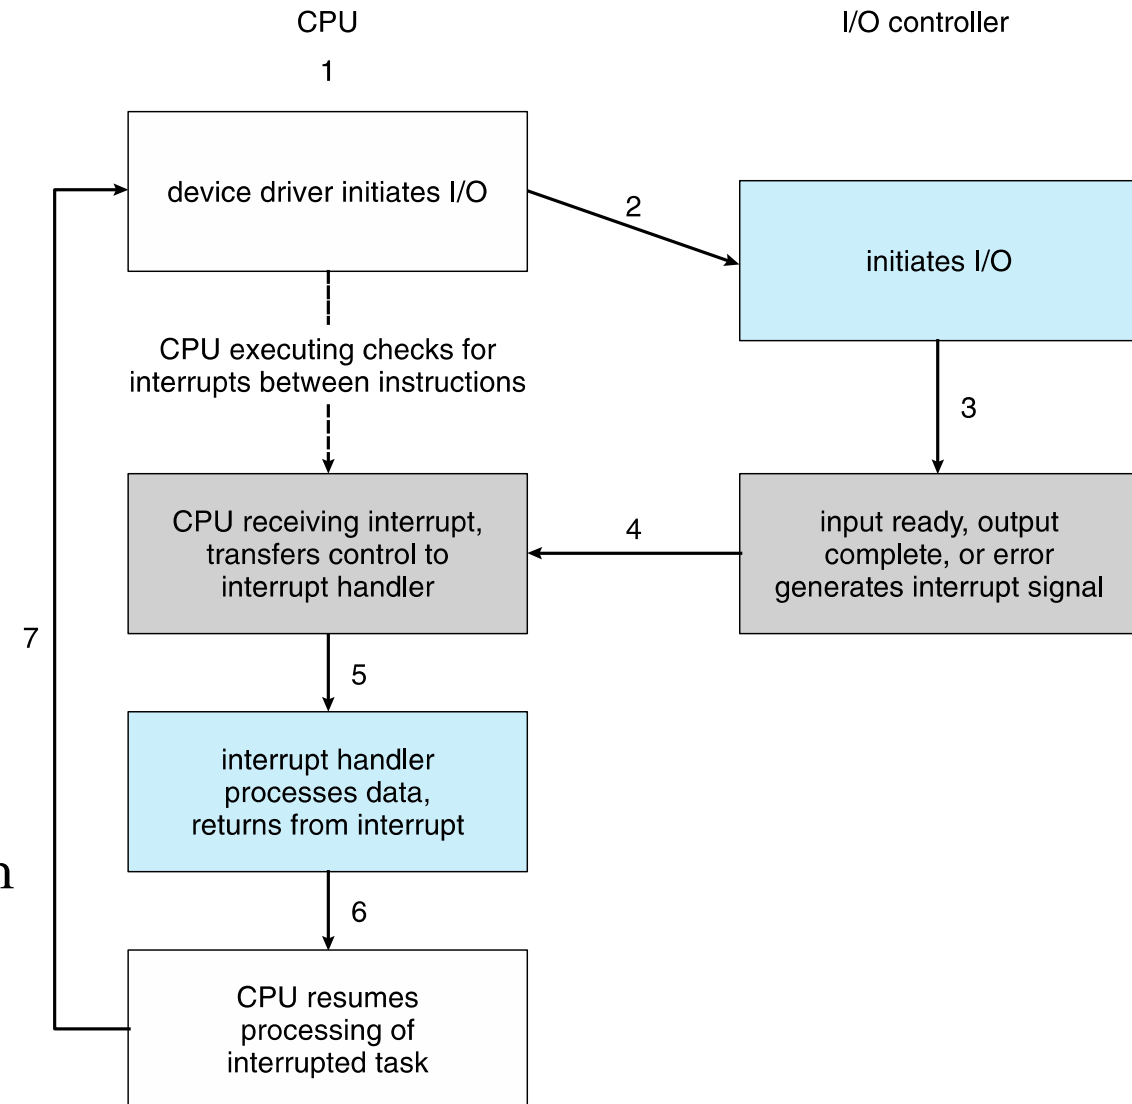 CPU
I/O controller
1
device driver initiates I/O
2
initiates I/O
CPU executing checks for
interrupts between instructions
3
CPU receiving interrupt,
transfers control to
interrupt handler
4
input ready, output
complete, or error
generates interrupt signal
7
5
interrupt handler
processes data,
returns from interrupt
n
6
CPU resumes
processing of
interrupted task